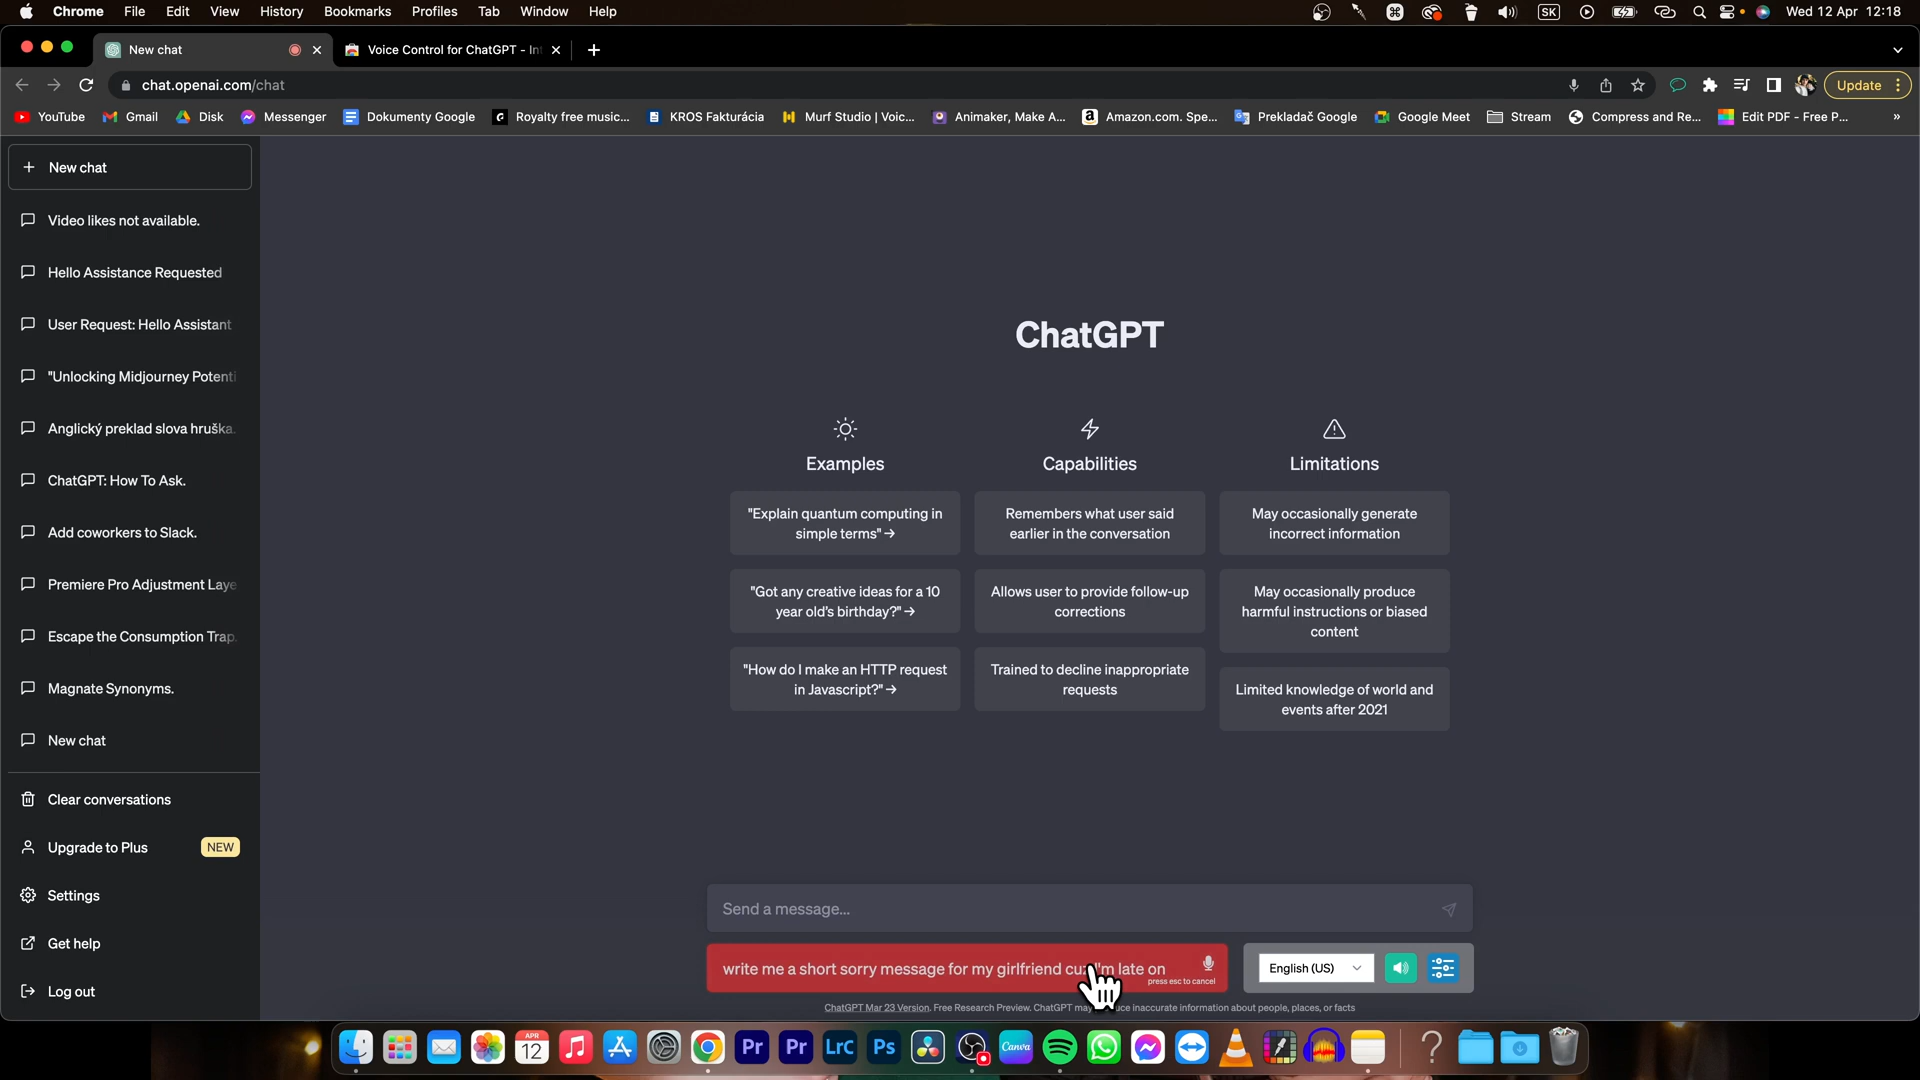 Chrome File Edit View History Bookmarks Profiles Tab Window Help SK Wed 12 Apr 12:18
New chat Voice Control for ChatGPT - In
chat.openai.com/chat Update
YouTube Gmail Disk Messenger Dokumenty Google Royalty free music... KROS Fakturácia Murf Studio | Voic... Animaker, Make A... Amazon.com. Spe... Prekladač Google Google Meet Stream Compress and Re... Edit PDF - Free P... »
New chat
Video likes not available.
Hello Assistance Requested
User Request: Hello Assistant
"Unlocking Midjourney Potenti
Anglický preklad slova hruška.
ChatGPT: How To Ask.
Add coworkers to Slack.
Premiere Pro Adjustment Laye
Escape the Consumption Trap.
Magnate Synonyms.
New chat
Clear conversations
Upgrade to Plus NEW
Settings
Get help
Log out
ChatGPT
Examples
"Explain quantum computing in
simple terms" →
"Got any creative ideas for a 10
year old's birthday?" →
"How do I make an HTTP request
in Javascript?" →
Capabilities
Remembers what user said
earlier in the conversation
Allows user to provide follow-up
corrections
Trained to decline inappropriate
requests
Limitations
May occasionally generate
incorrect information
May occasionally produce
harmful instructions or biased
content
Limited knowledge of world and
events after 2021
Send a message...
write me a short sorry message for my girlfriend cuz I'm late on
press esc to cancel
English (US)
ChatGPT Mar 23 Version. Free Research Preview. ChatGPT may inaccurate information about people, places, or facts
APR
12
Pr Pr LrC Ps Canva